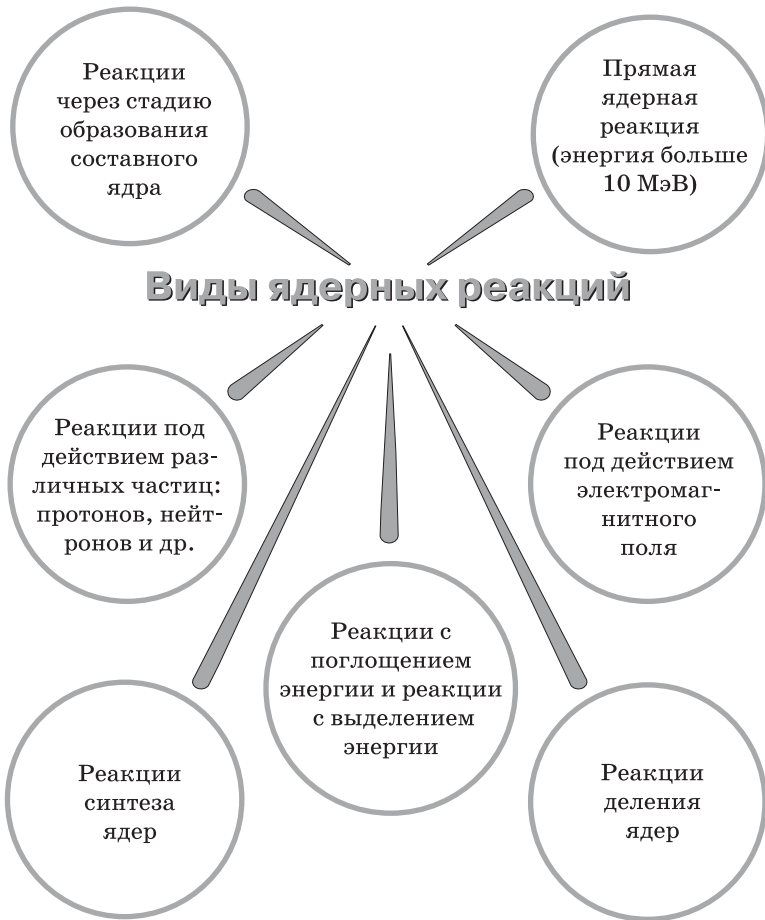 Реакции
через стадию
образования
составного
ядра
Прямая
ядерная
реакция
(энергия больше
10 МэВ)
Виды ядерных реакций
Реакции под
действием раз-
личных частиц:
протонов, нейт-
ронов и др.
Реакции
под действием
электромаг-
нитного
поля
Реакции с
поглощением
энергии и реакции
с выделением
энергии
Реакции
синтеза
ядер
Реакции
деления
ядер